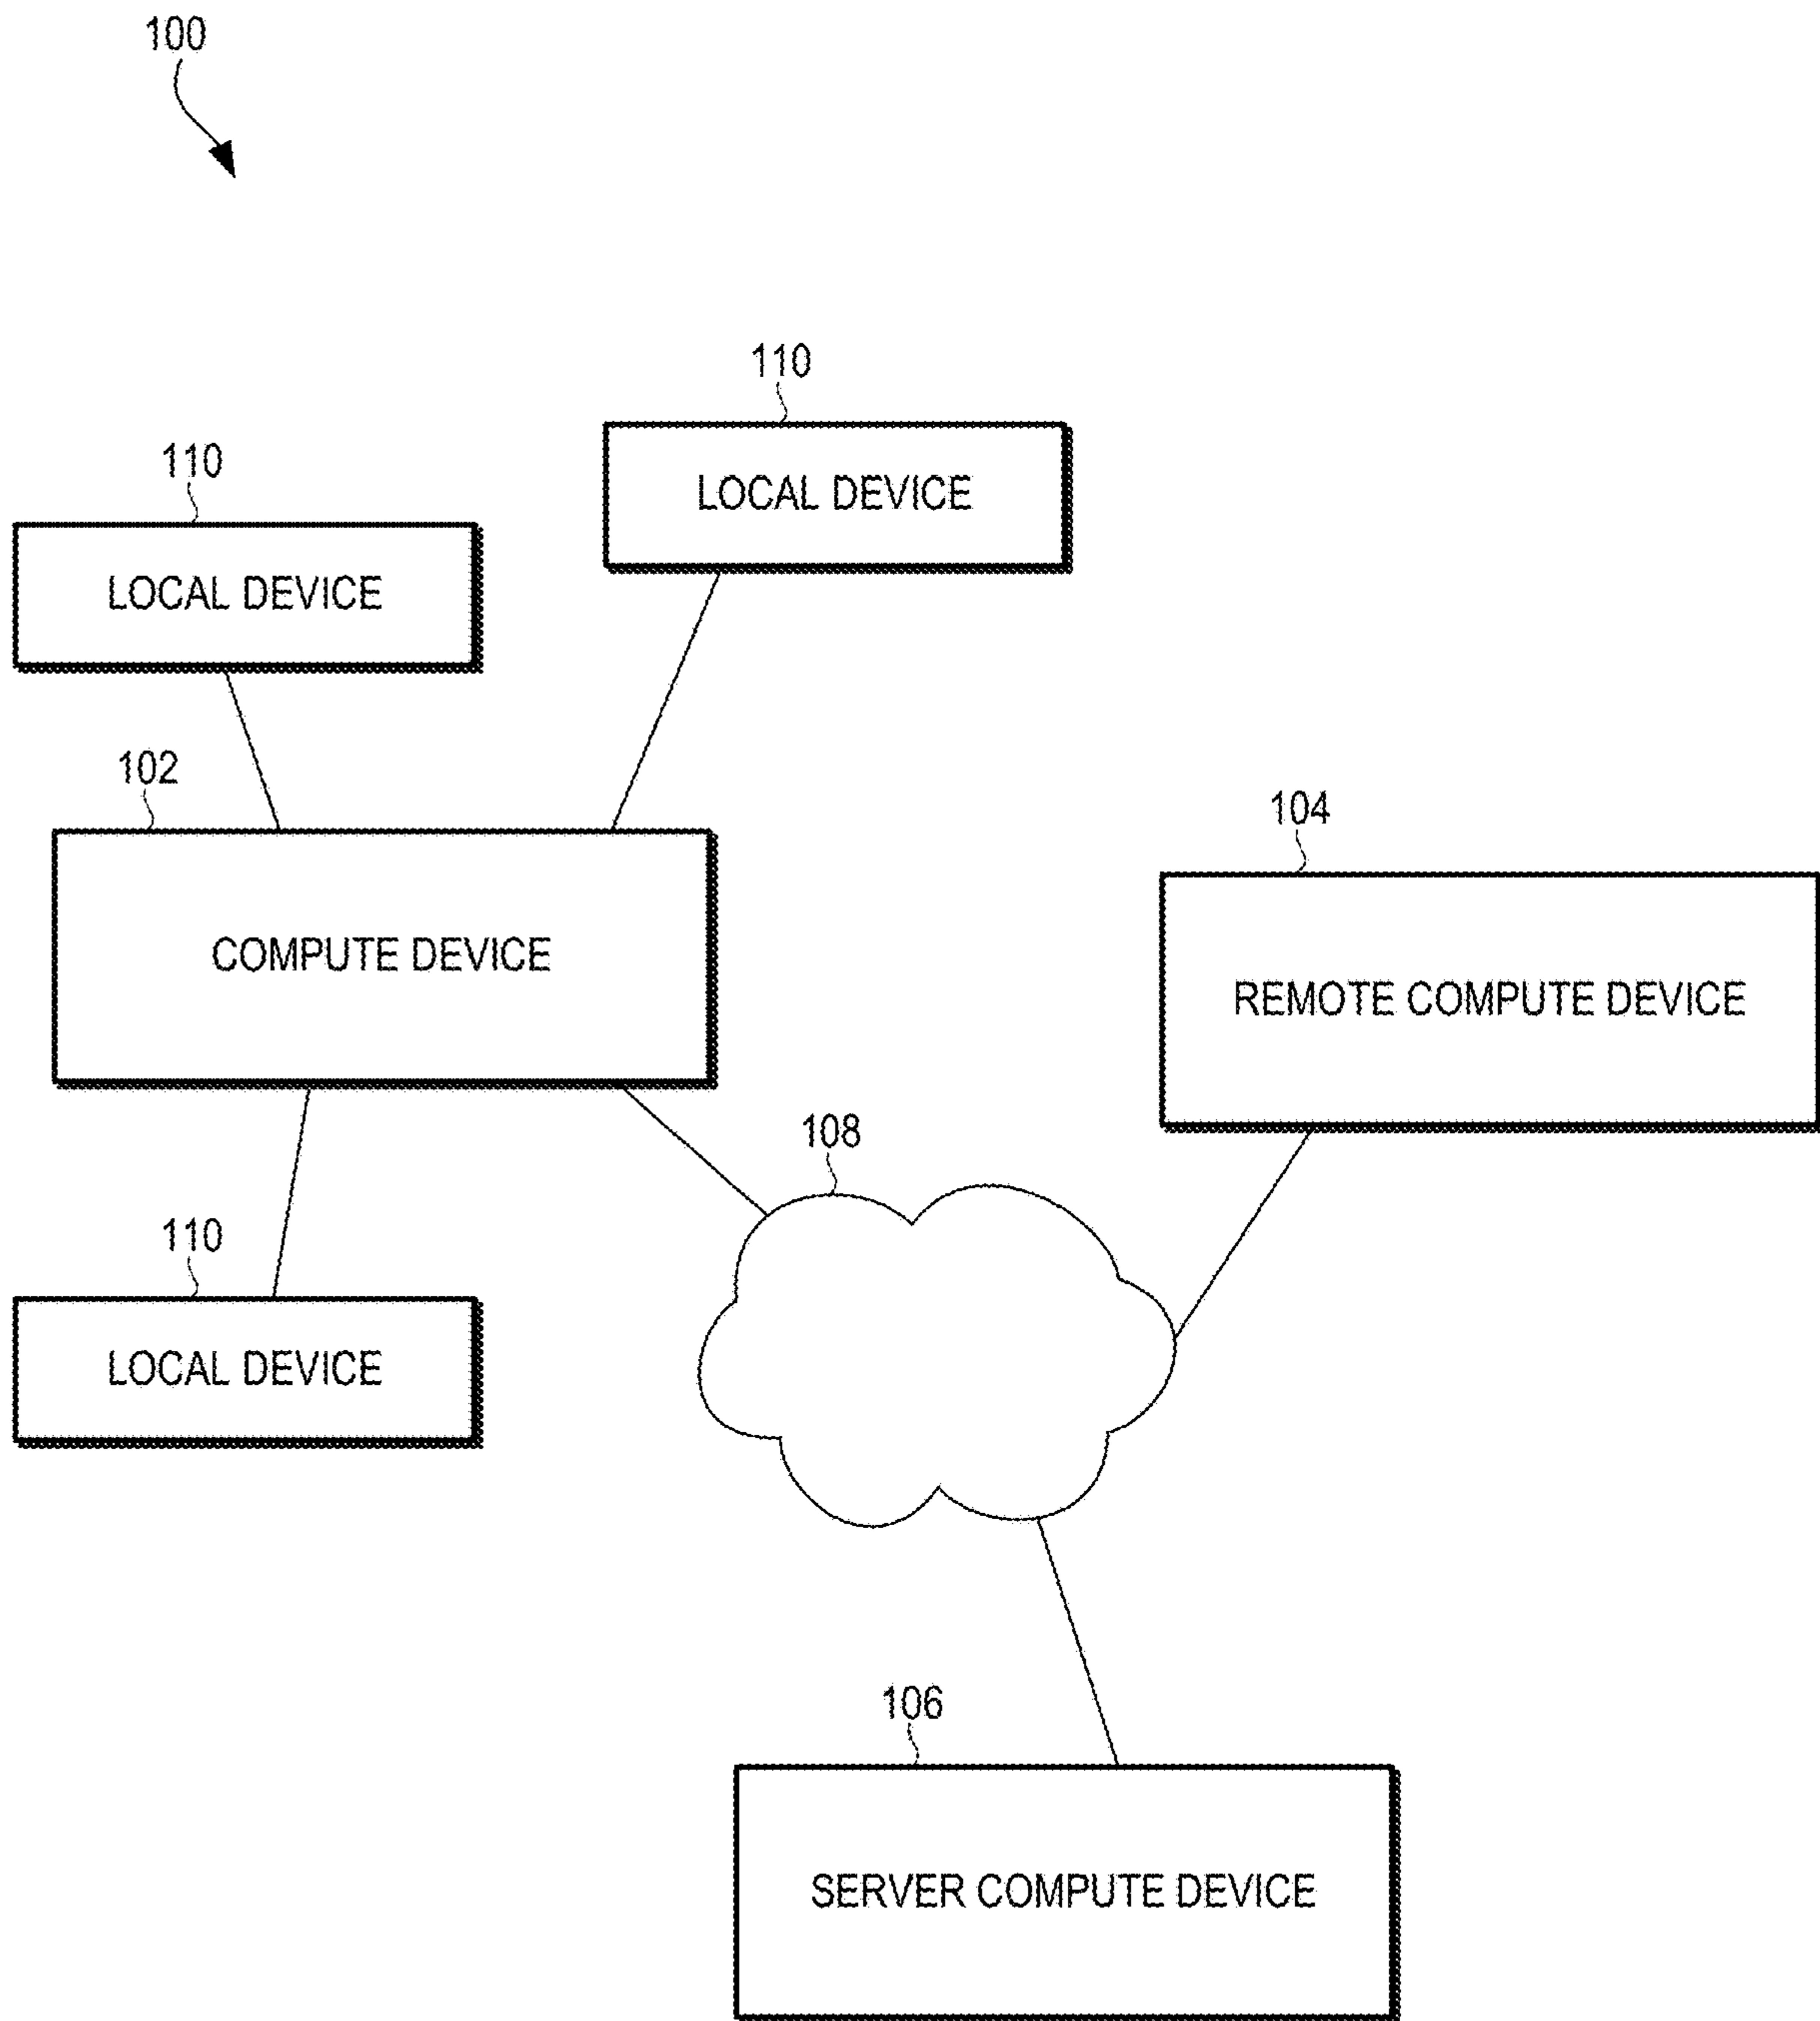 100
110
LOCAL DEVICE
110
LOCAL DEVICE
102
COMPUTE DEVICE
104
REMOTE COMPUTE DEVICE
108
110
LOCAL DEVICE
106
SERVER COMPUTE DEVICE